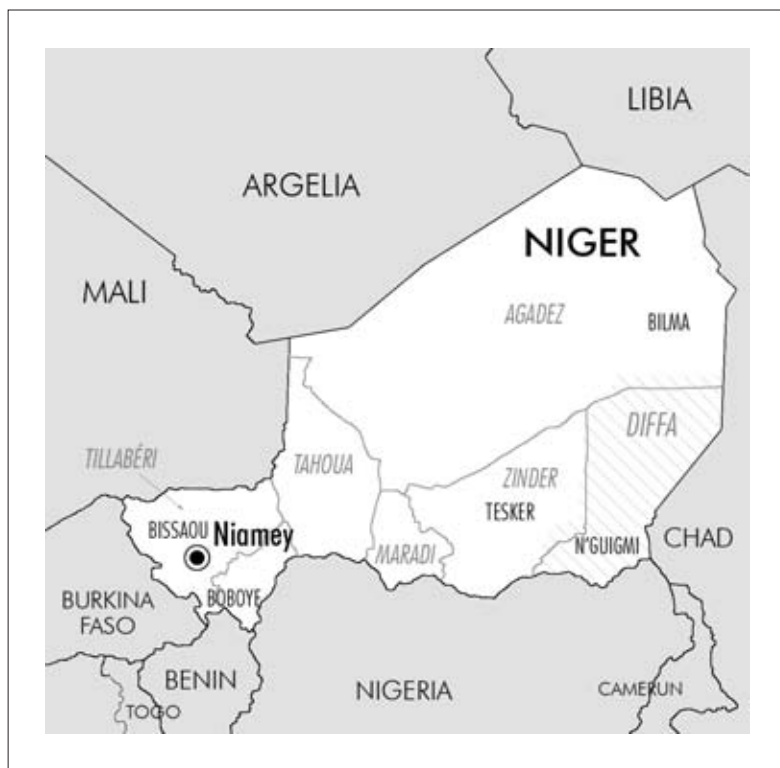 LIBIA
ARGELIA
NIGER
MALI
AGADEZ
BILMA
DIFFA
TILLABÉRI
TAHOUA
ZINDER
TESKER
BISSAOU
Niamey
MARADI
N'GUIGMI
CHAD
BURKINA
FASO
BOBOYE
BENIN
NIGERIA
CAMERUN
TOGO